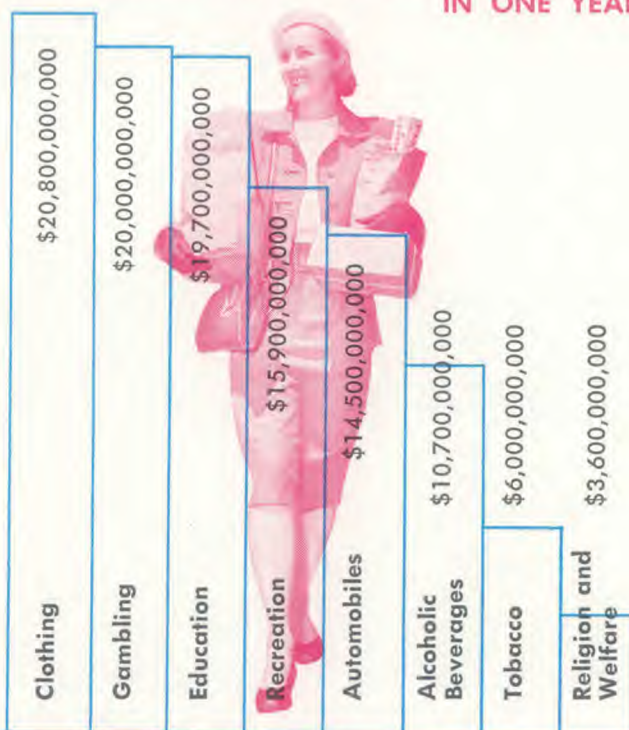 IN ONE YEAR
$20,800,000,000
$20,000,000,000
$19,700,000,000
$15,900,000,000
$14,500,000,000
$10,700,000,000
$6,000,000,000
$3,600,000,000
Clothing
Gambling
Education
Recreation
Automobiles
Alcoholic
Beverages
Tobacco
Religion and
Welfare